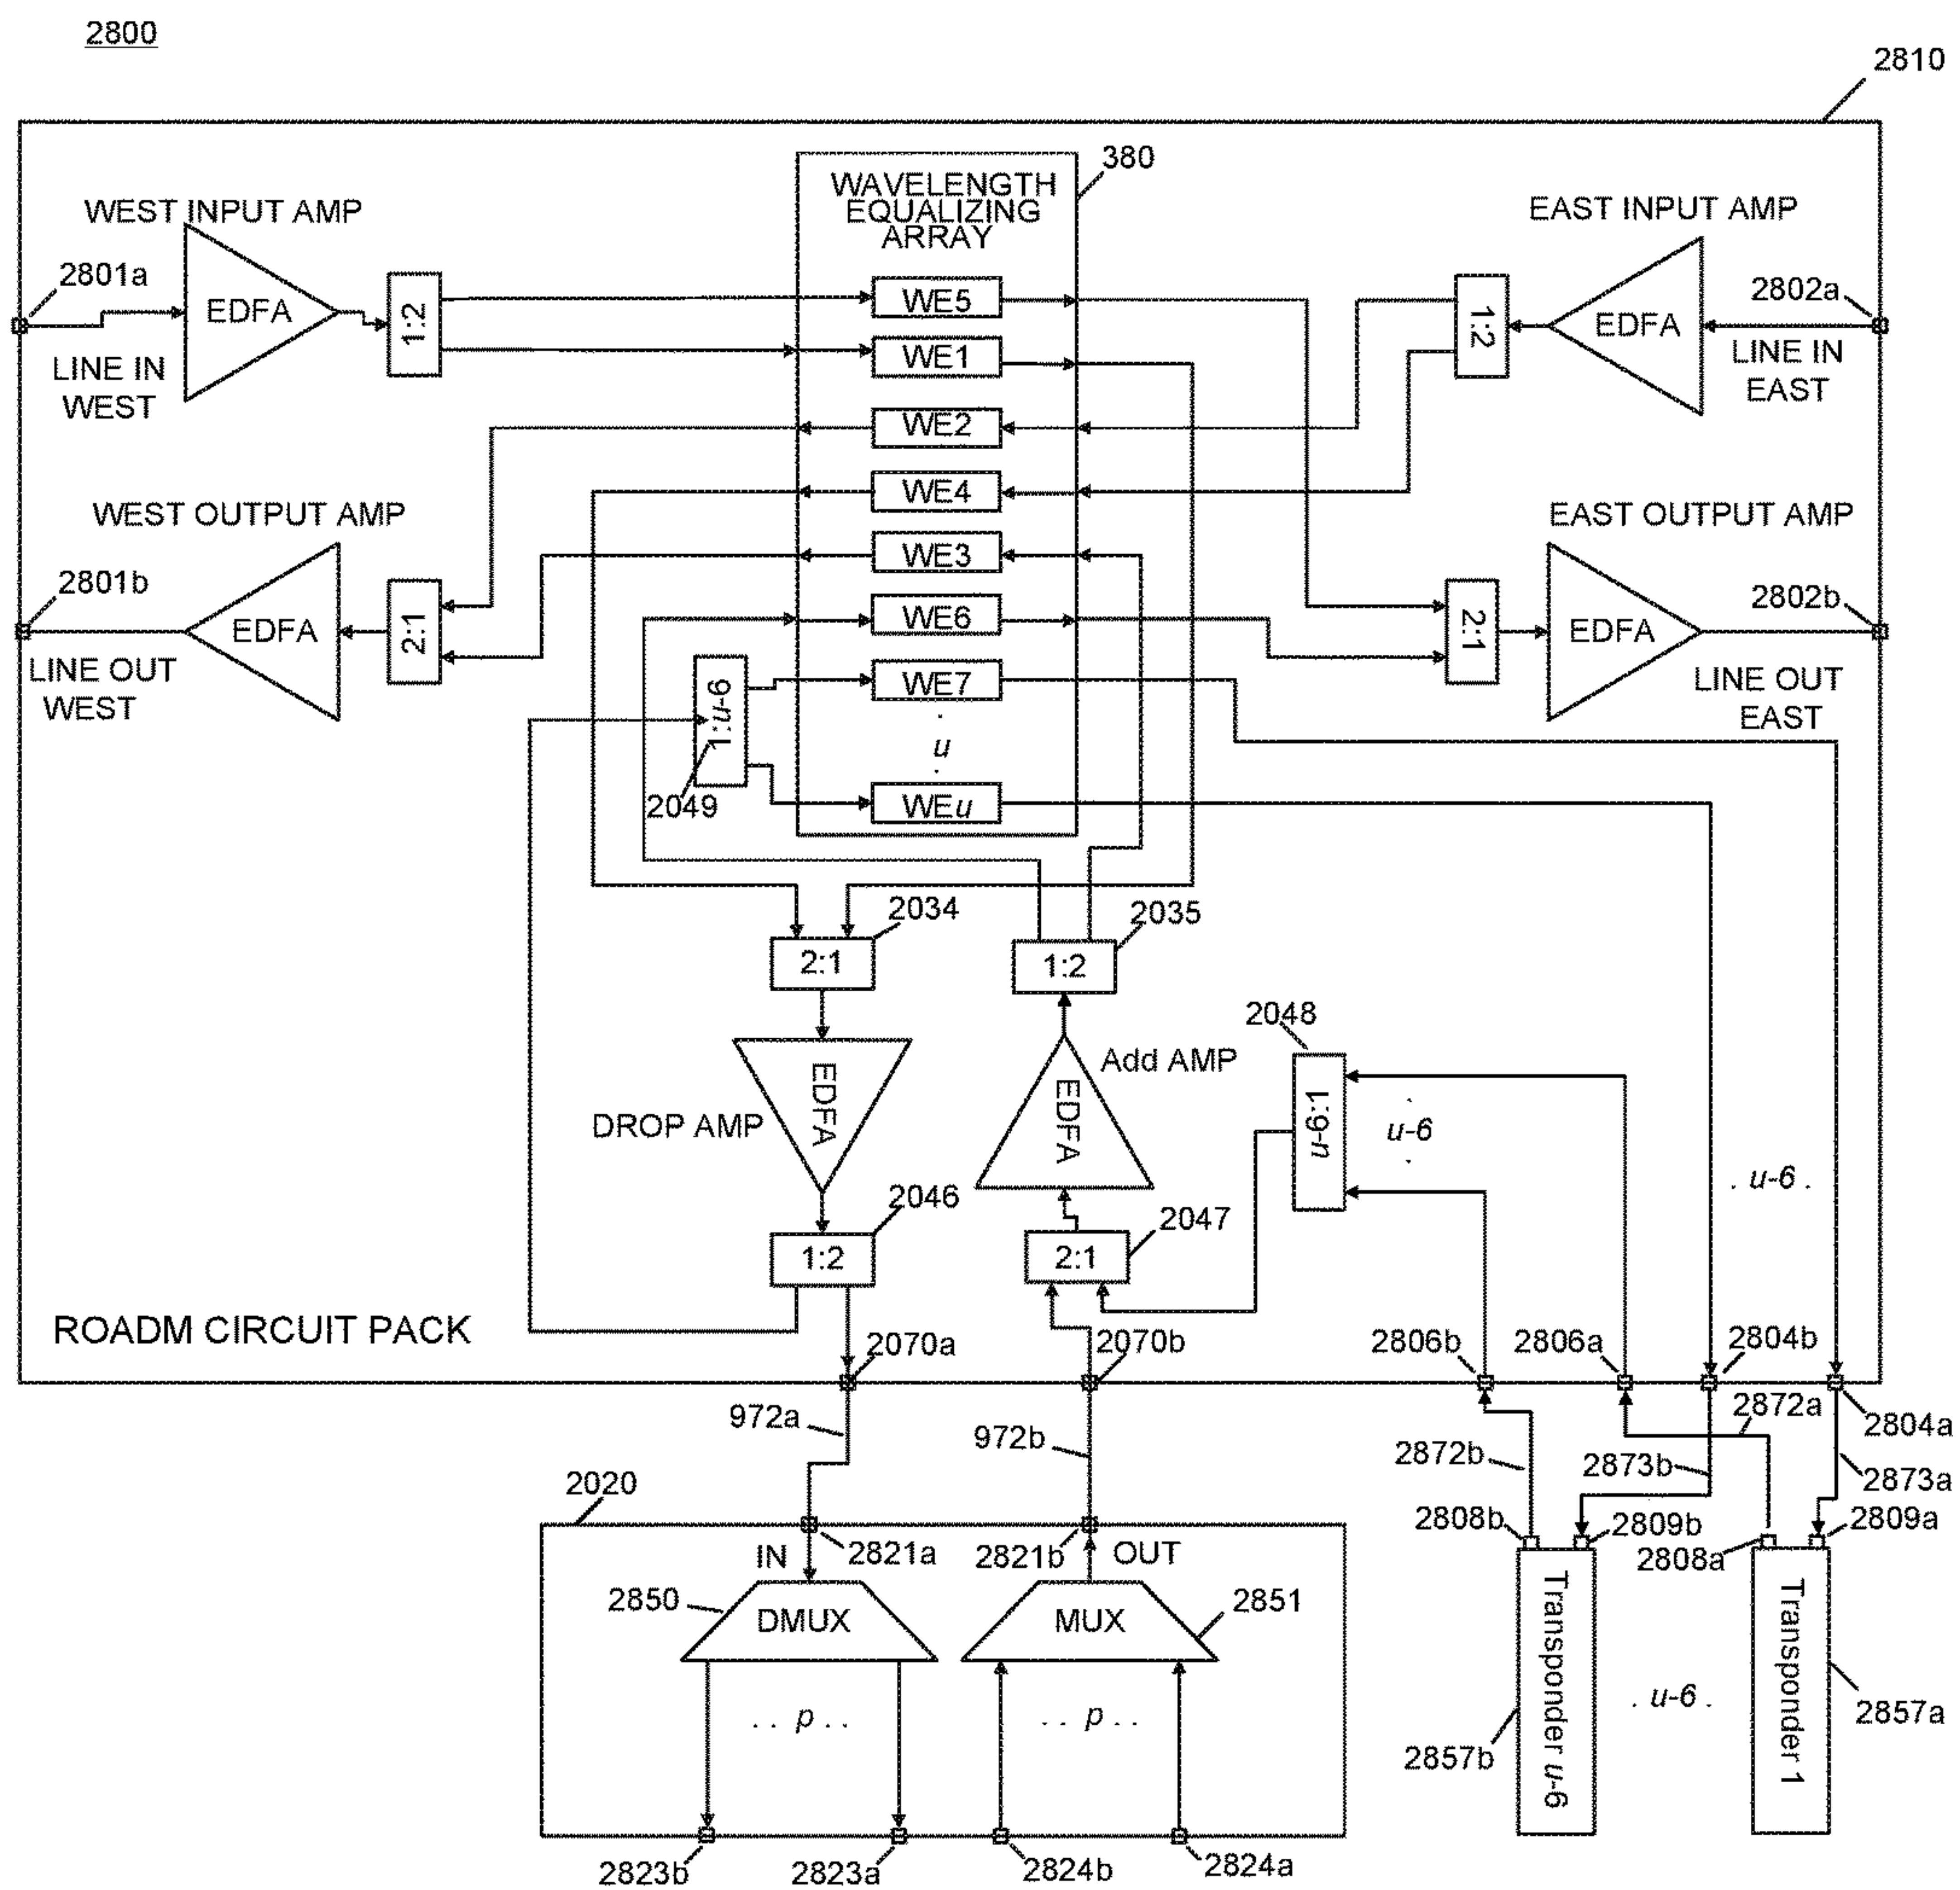 2800
2810
380
WAVELENGTH
EQUALIZING
ARRAY
WEST INPUT AMP
EAST INPUT AMP
2801a
EDFA
1:2
WE5
1:2
EDFA
2802a
LINE IN
WEST
WE1
LINE IN
EAST
WE2
WE4
WEST OUTPUT AMP
EAST OUTPUT AMP
WE3
2801b
EDFA
2:1
WE6
2:1
EDFA
2802b
LINE OUT
WEST
1:u-6
WE7
LINE OUT
EAST
. u .
2049
WEu
2034
2035
2:1
1:2
2048
Add AMP
EDFA
EDFA
DROP AMP
u-6:1
. u-6 .
. u-6 .
2046
2047
1:2
2:1
ROADM CIRCUIT PACK
2070a
2070b
2806b
2806a
2804b
2804a
972a
972b
2872a
2872b
2873b
2873a
2020
2808b
2809b
2809a
2808a
IN
2821a
2821b
OUT
2850
DMUX
MUX
2851
Transponder u-6
Transponder 1
. . p . .
. . p . .
. u-6 .
2857b
2857a
2823b
2823a
2824b
2824a